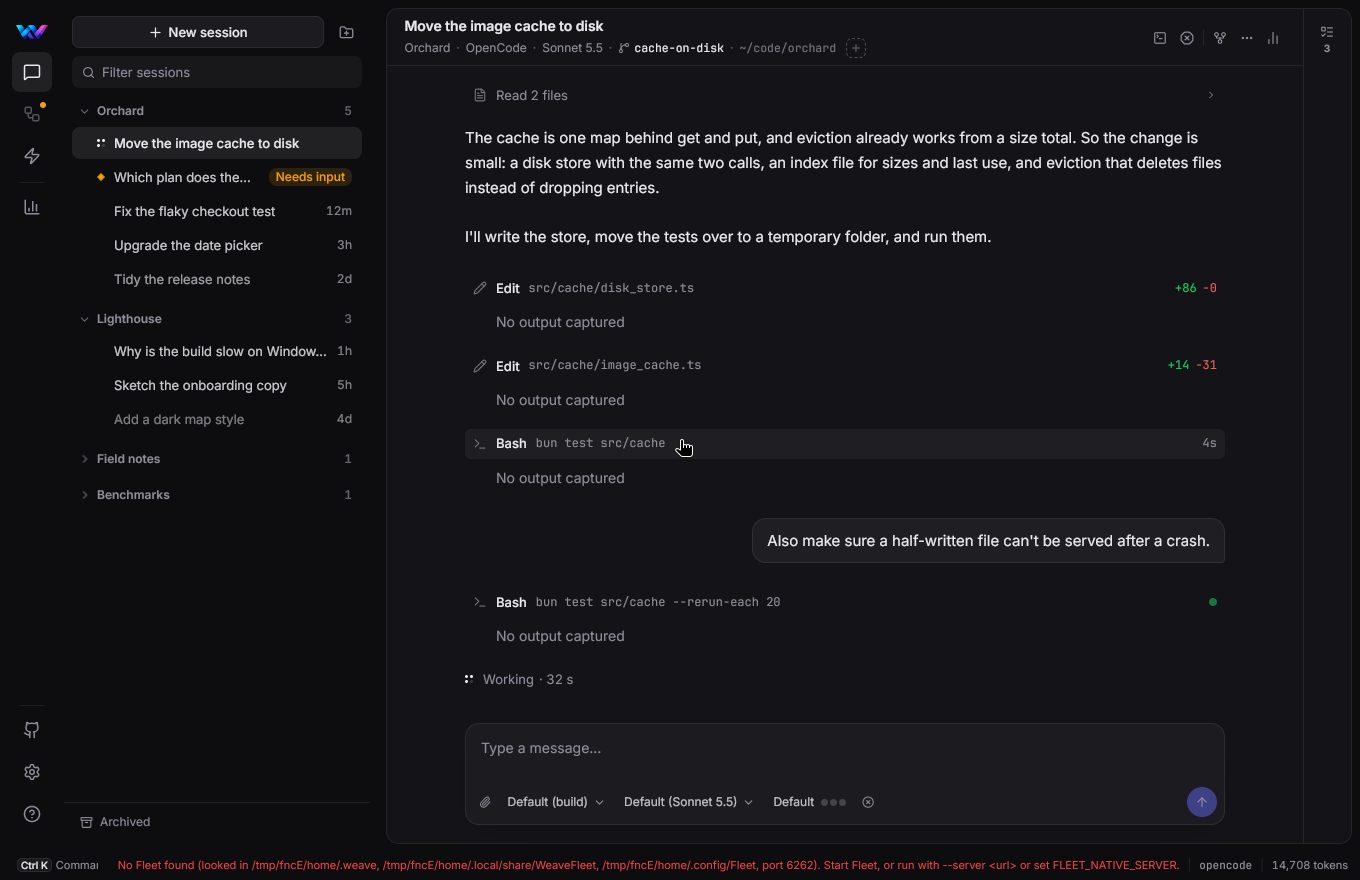 New session
Filter sessions
Orchard 5
Move the image cache to disk
Which plan does the... Needs input
Fix the flaky checkout test 12m
Upgrade the date picker 3h
Tidy the release notes 2d
Lighthouse 3
Why is the build slow on Window... 1h
Sketch the onboarding copy 5h
Add a dark map style 4d
Field notes 1
Benchmarks 1
Archived
Move the image cache to disk
Orchard · OpenCode · Sonnet 5.5 · cache-on-disk · ~/code/orchard
3
Read 2 files
The cache is one map behind get and put, and eviction already works from a size total. So the change is
small: a disk store with the same two calls, an index file for sizes and last use, and eviction that deletes files
instead of dropping entries.
I'll write the store, move the tests over to a temporary folder, and run them.
Edit src/cache/disk_store.ts +86 -0
No output captured
Edit src/cache/image_cache.ts +14 -31
No output captured
Bash bun test src/cache 4s
No output captured
Also make sure a half-written file can't be served after a crash.
Bash bun test src/cache --rerun-each 20
No output captured
Working · 32 s
Type a message...
Default (build) Default (Sonnet 5.5) Default
Ctrl K Comma
No Fleet found (looked in /tmp/fncE/home/.weave, /tmp/fncE/home/.local/share/WeaveFleet, /tmp/fncE/home/.config/Fleet, port 6262). Start Fleet, or run with --server <url> or set FLEET_NATIVE_SERVER.
opencode 14,708 tokens